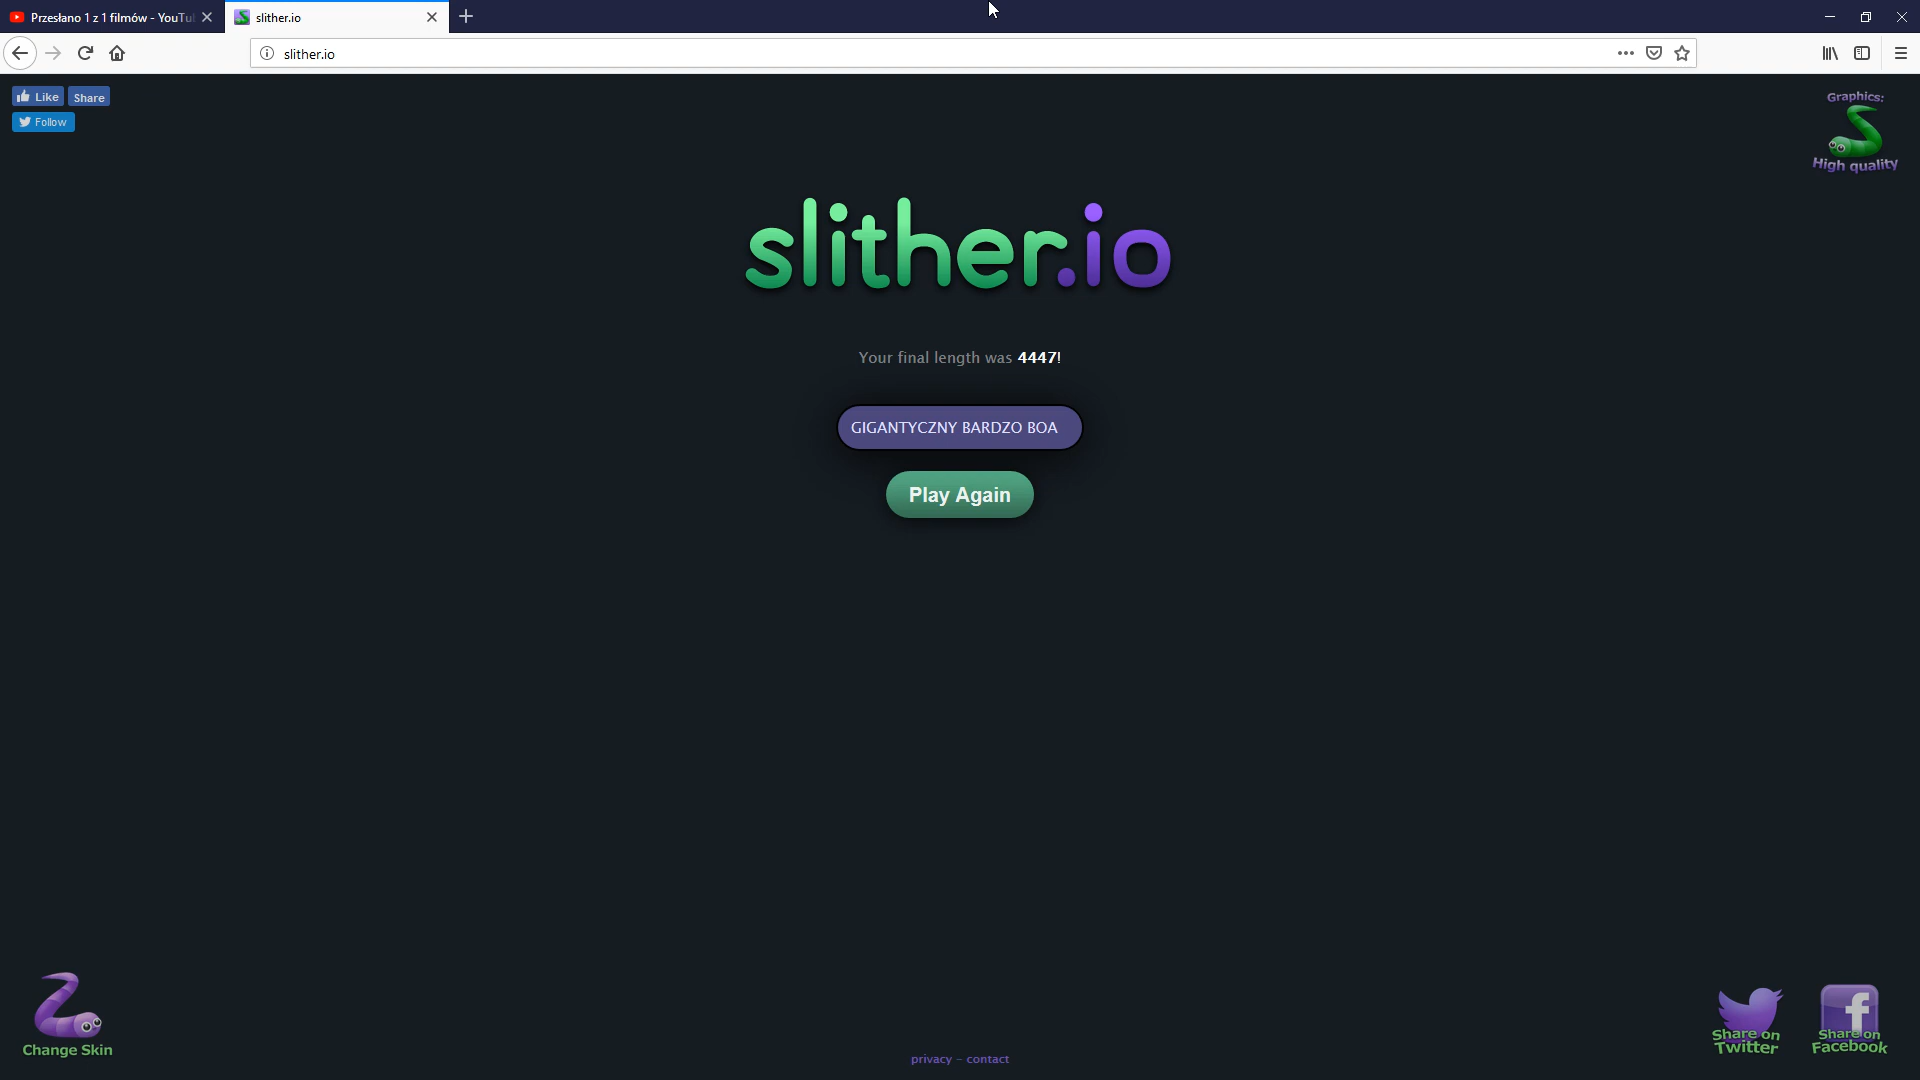 Przesłano 1 z 1 filmów - YouTu
slither.io
slither.io
Like
Share
Follow
Graphics:
High quality
slither.io
Your final length was 4447!
GIGANTYCZNY BARDZO BOA
Play Again
Change Skin
privacy - contact
Share on
Twitter
Share on
Facebook